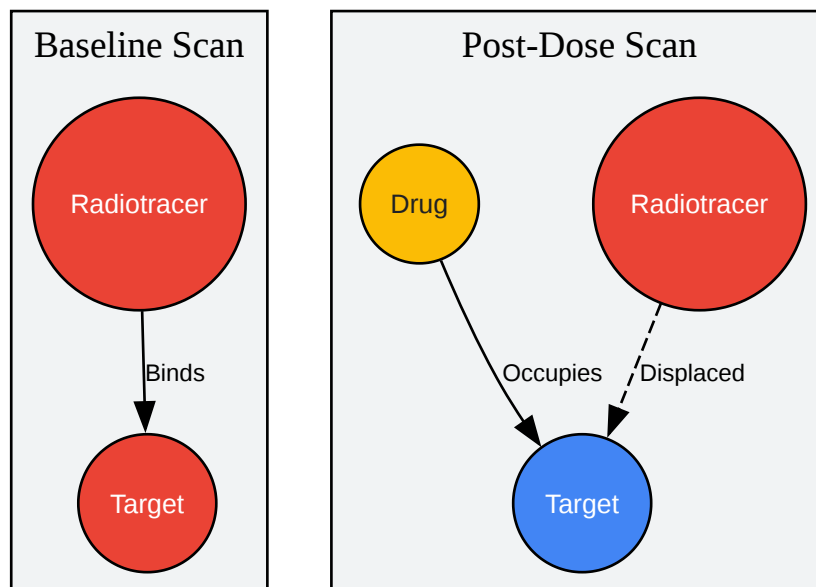 Baseline Scan
Radiotracer
Binds
Target
Post-Dose Scan
Drug
Radiotracer
Occupies
Displaced
Target